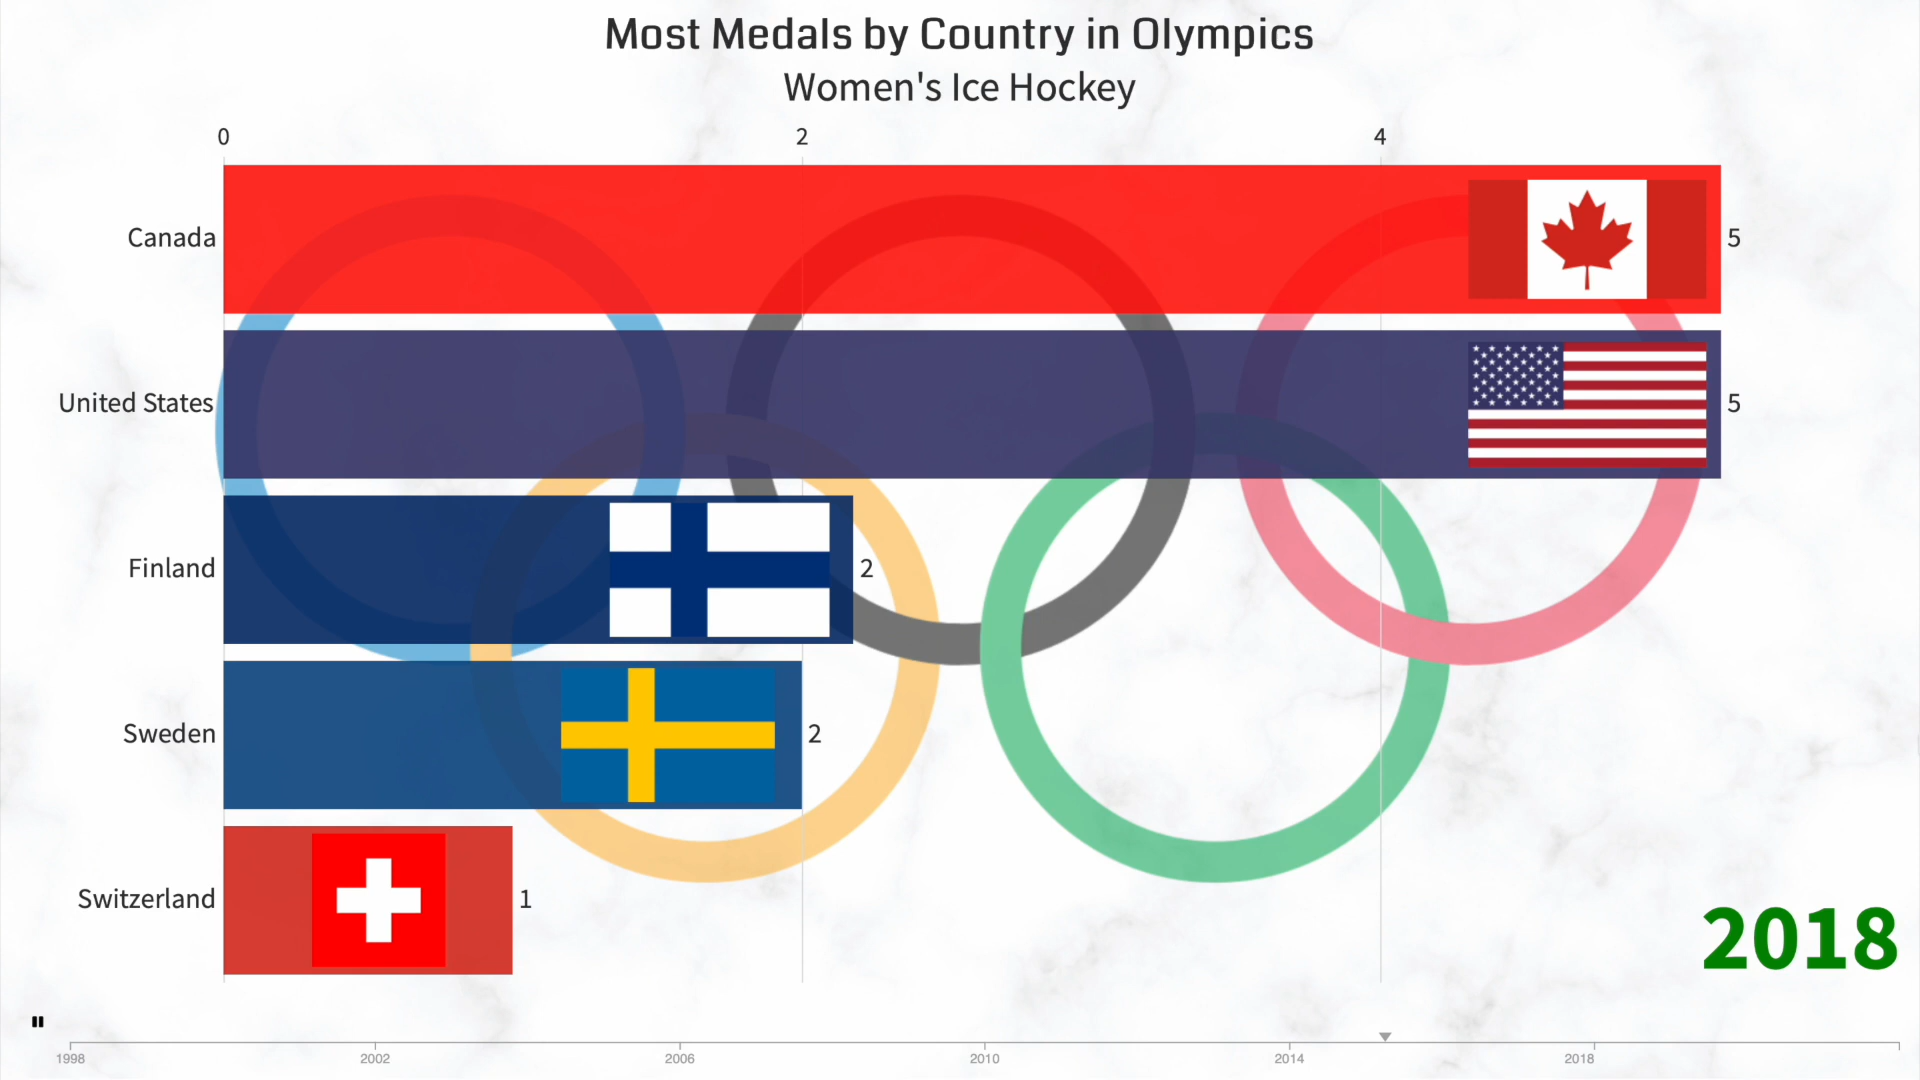 Most Medals by Country in Olympics
Women's Ice Hockey
0 2 4
Canada 5
United States 5
Finland 2
Sweden 2
Switzerland 1
2018
1998 2002 2006 2010 2014 2018